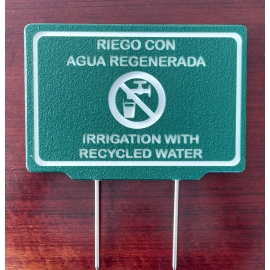 RIEGO CON
AGUA REGENERADA
IRRIGATION WITH
RECYCLED WATER